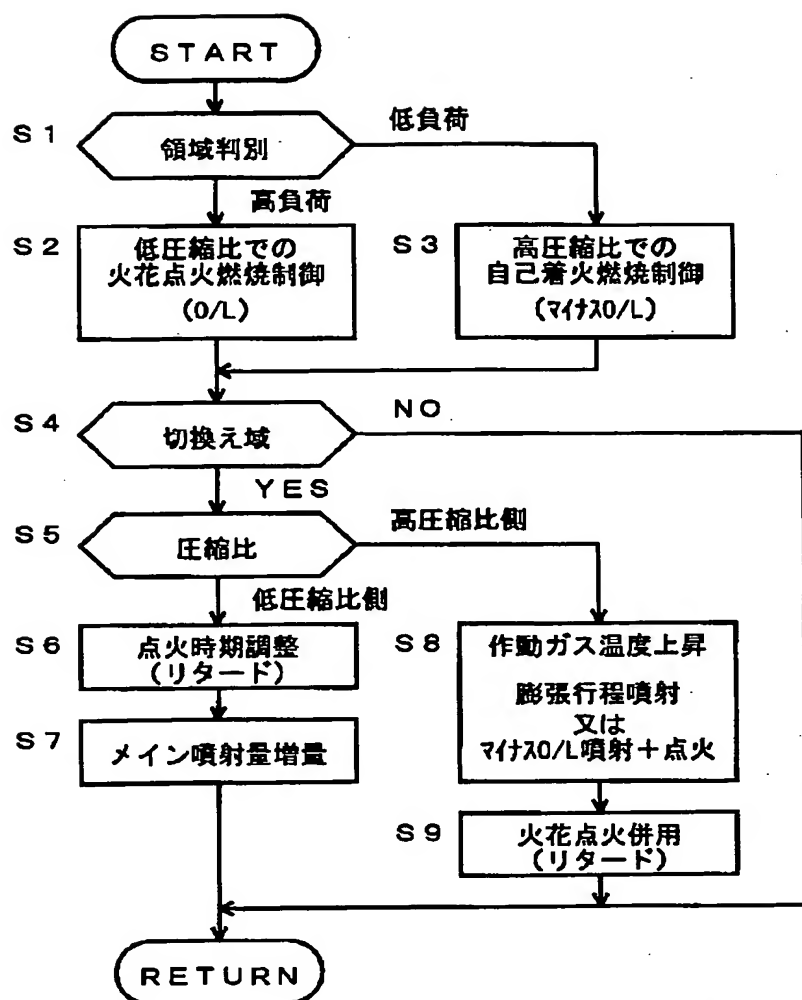 START
S1
領域判別
低負荷
高負荷
S2
低圧縮比での
火花点火燃焼制御
(O/L)
S3
高圧縮比での
自己着火燃焼制御
(マイナスO/L)
S4
切換え域
NO
YES
S5
圧縮比
高圧縮比側
低圧縮比側
S6
点火時期調整
(リタード)
S7
メイン噴射量増量
S8
作動ガス温度上昇
膨張行程噴射
又は
マイナスO/L噴射+点火
S9
火花点火併用
(リタード)
RETURN